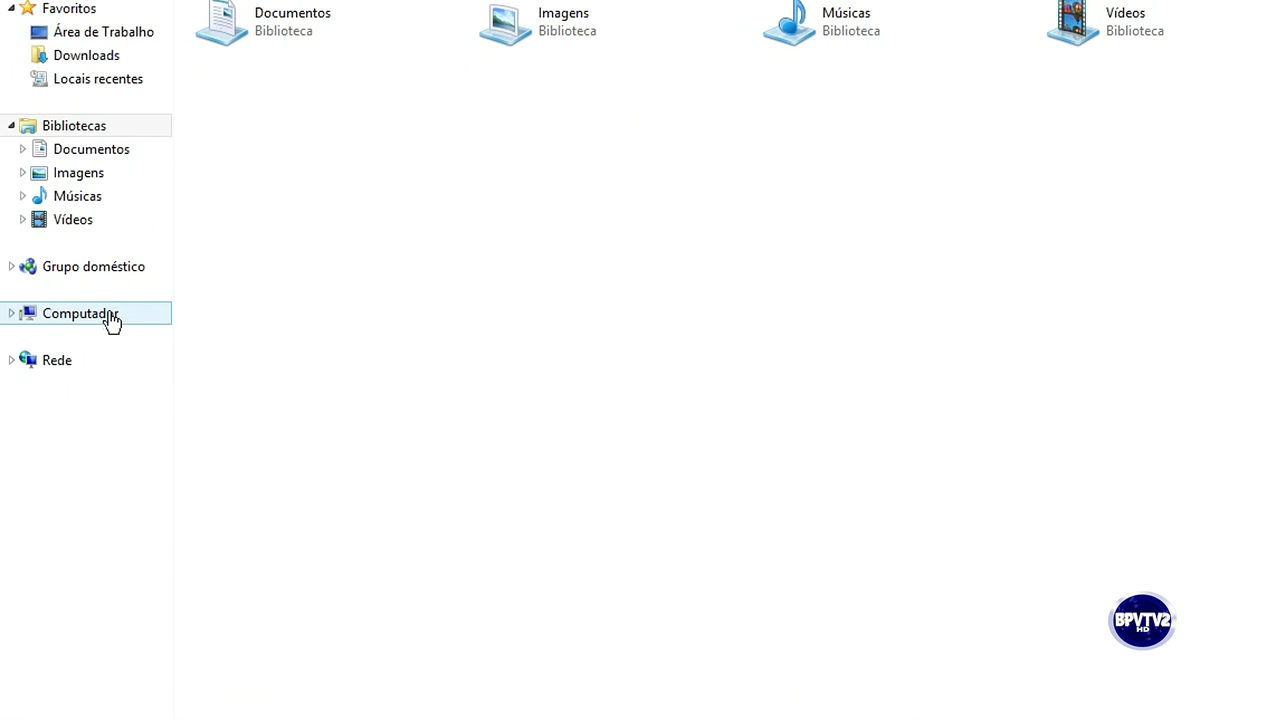 Favoritos
Área de Trabalho
Downloads
Locais recentes
Bibliotecas
Documentos
Imagens
Músicas
Vídeos
Grupo doméstico
Computador
Rede
Documentos
Biblioteca
Imagens
Biblioteca
Músicas
Biblioteca
Vídeos
Biblioteca
BPVTV2
HD